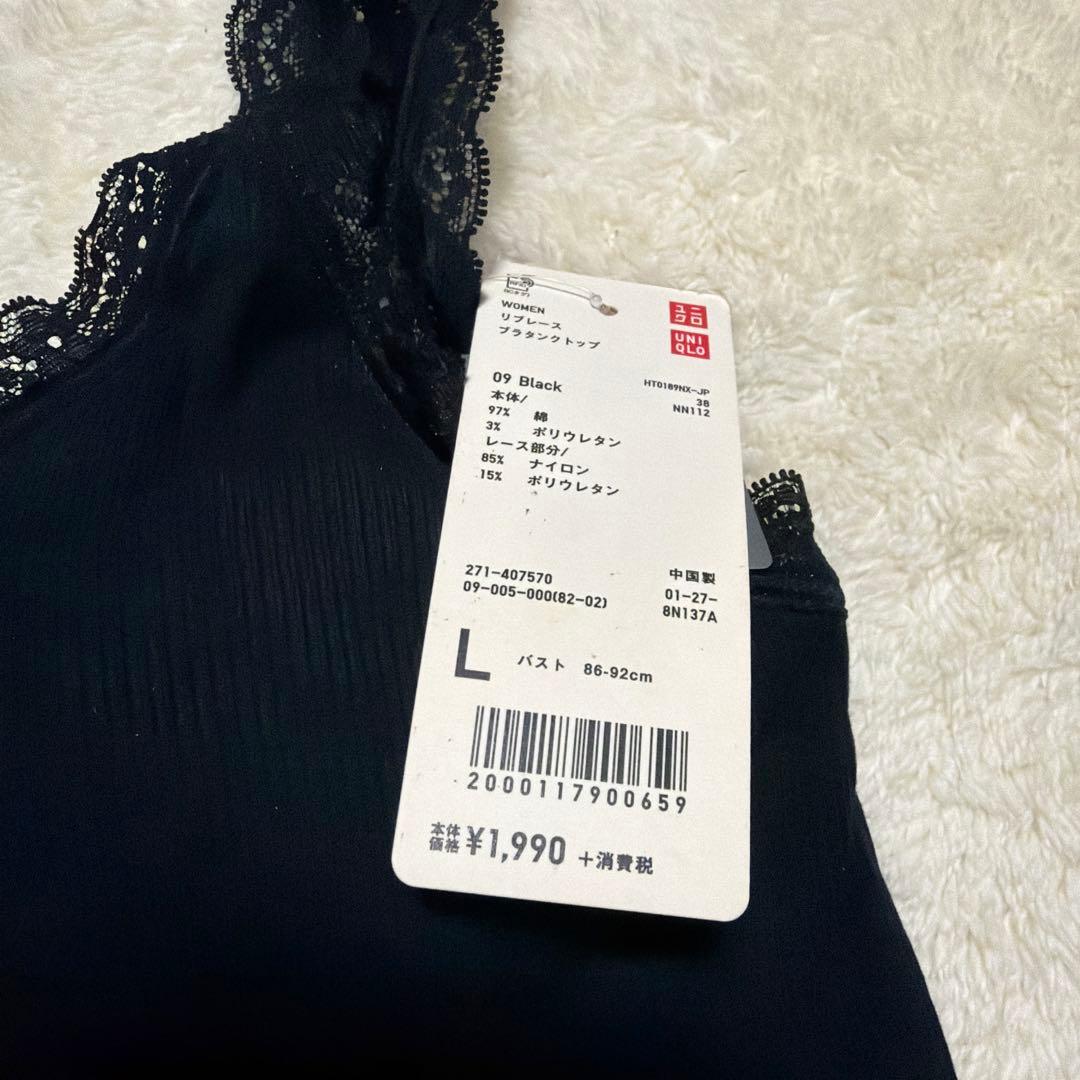 RFID
WOMEN
リブレース
ブラタンクトップ
ユニ
クロ
UNI
QLO
09 Black
HT0189NX-JP
38
NN112
本体/
97% 綿
3% ポリウレタン
レース部分/
85% ナイロン
15% ポリウレタン
271-407570
09-005-000(82-02)
中国製
01-27-
8N137A
L バスト 86-92cm
2000117900659
本体
価格 ¥1,990 +消費税